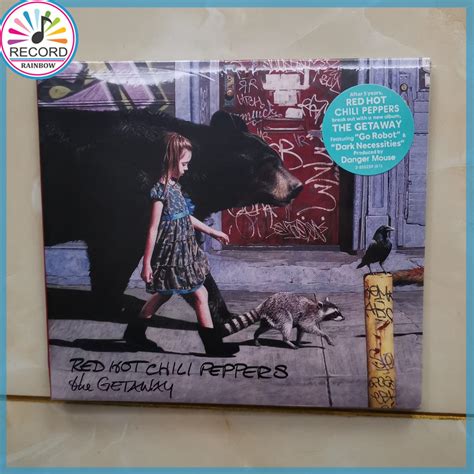 RECORD
RAINBOW
After 5 years,
RED HOT
CHILI PEPPERS
break out with a new album,
THE GETAWAY
Featuring "Go Robot" &
"Dark Necessities"
Produced by
Danger Mouse
RED HOT CHILI PEPPERS
the GETAWAY